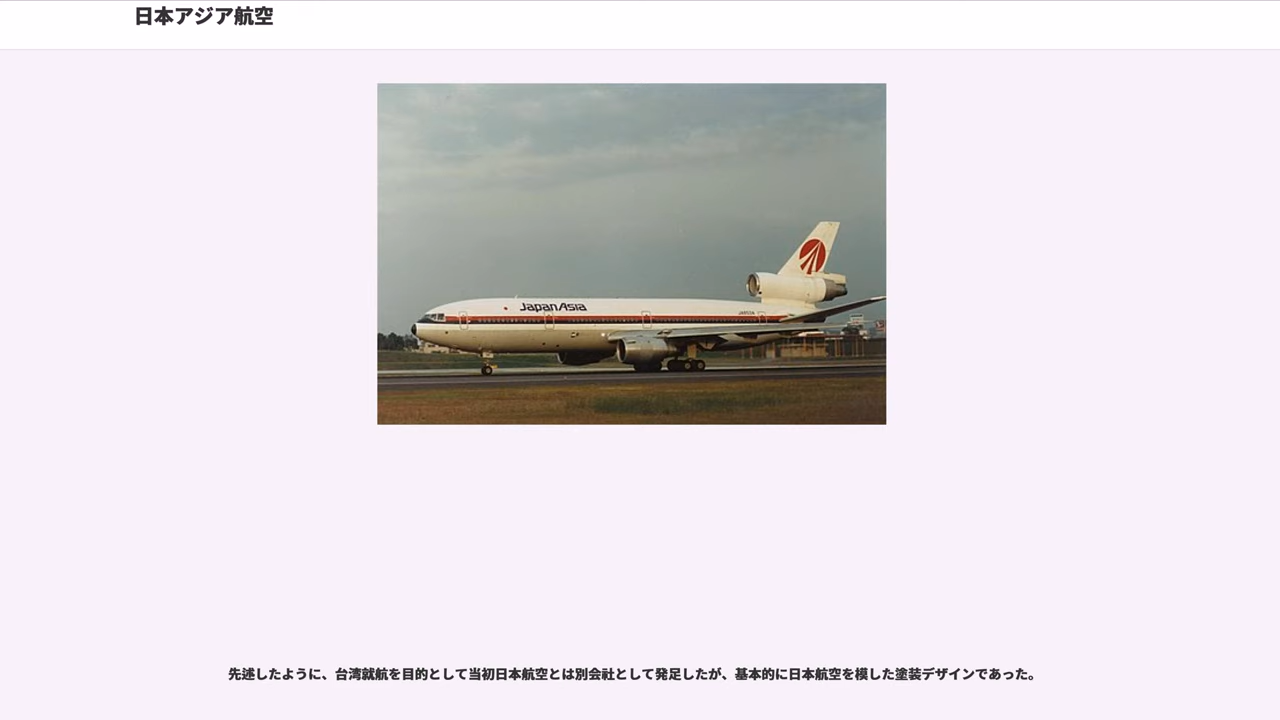 日本アジア航空
JapanAsia
先述したように、台湾就航を目的として当初日本航空とは別会社として発足したが、基本的に日本航空を模した塗装デザインであった。